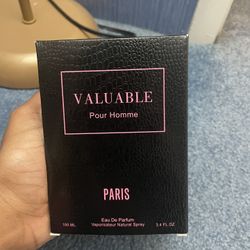 VALUABLE
Pour Homme
PARIS
Eau De Parfum
100 ML Vaporisateur Natural Spray 3.4 FL.OZ